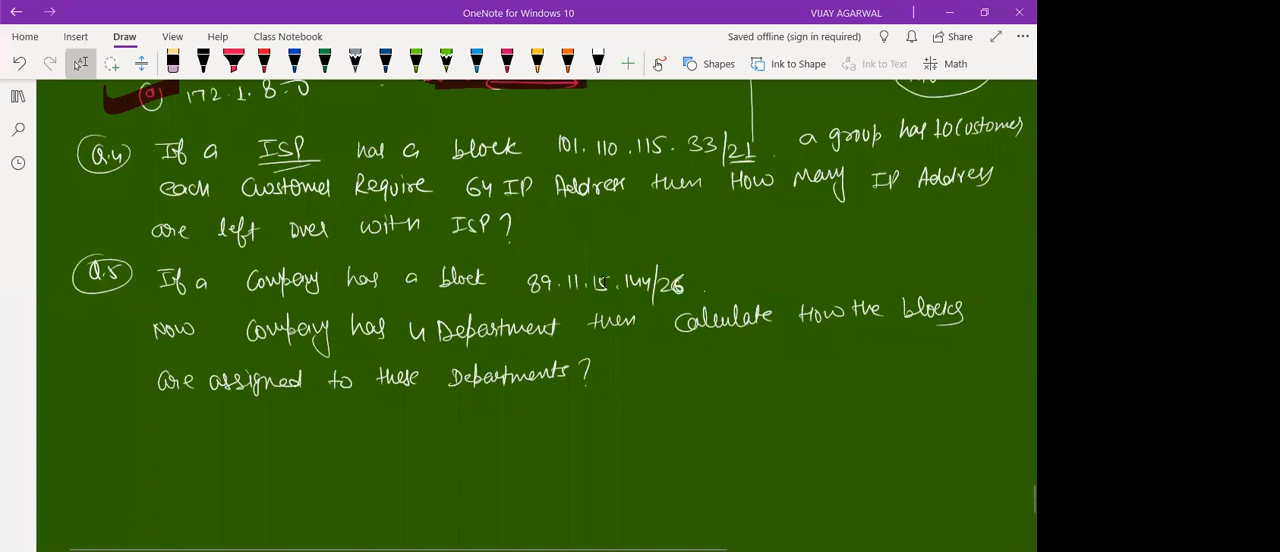 OneNote for Windows 10
VIJAY AGARWAL
Home Insert Draw View Help Class Notebook
Saved offline (sign in required) Share
Shapes Ink to Shape Ink to Text Math
a 172.1.8.0
Q.4 If a ISP has a block 101.110.115.33/21. a group has 10 Customer
each Customer Require 64 IP Address then How Many IP Address
are left over with ISP?
Q.5 If a Company has a block 89.11.15.144/26.
Now Company has 4 Department then calculate How the blocks
are assigned to these Departments?